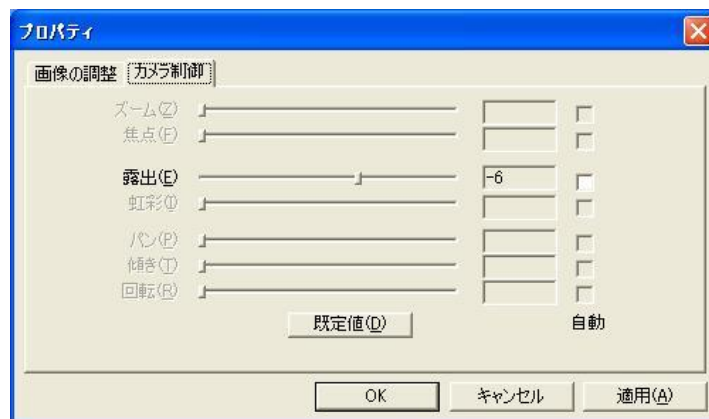 プロパティ
画像の調整 カメラ制御
ズーム(Z)
焦点(F)
露出(E) -6
虹彩(I)
パン(P)
傾き(T)
回転(R)
既定値(D) 自動
OK キャンセル 適用(A)